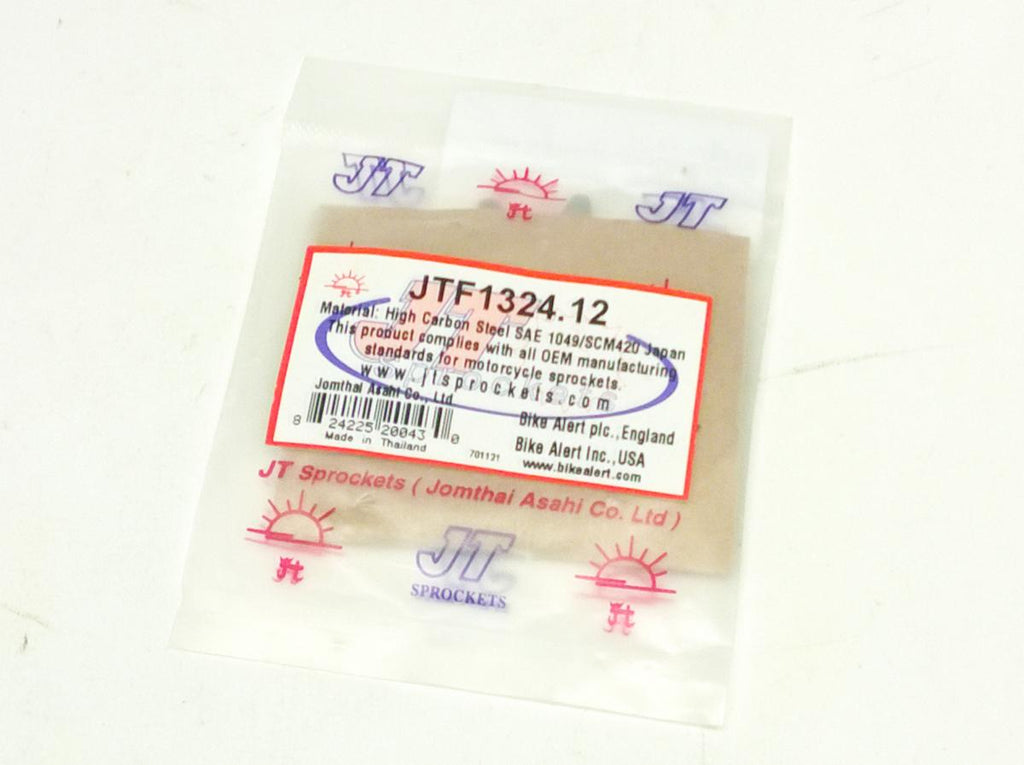 JT
Jt
JT
JTF1324.12
Jt
Material: High Carbon Steel SAE 1049/SCM420 Japan
This product complies with all OEM manufacturing
standards for motorcycle sprockets.
www.jtsprockets.com
Jomthai Asahi Co., Ltd
8 24225 20043 0
Made in Thailand
701121
Bike Alert plc., England
Bike Alert Inc., USA
www.bikealert.com
JT Sprockets ( Jomthai Asahi Co. Ltd )
Jt
JT
SPROCKETS
Jt